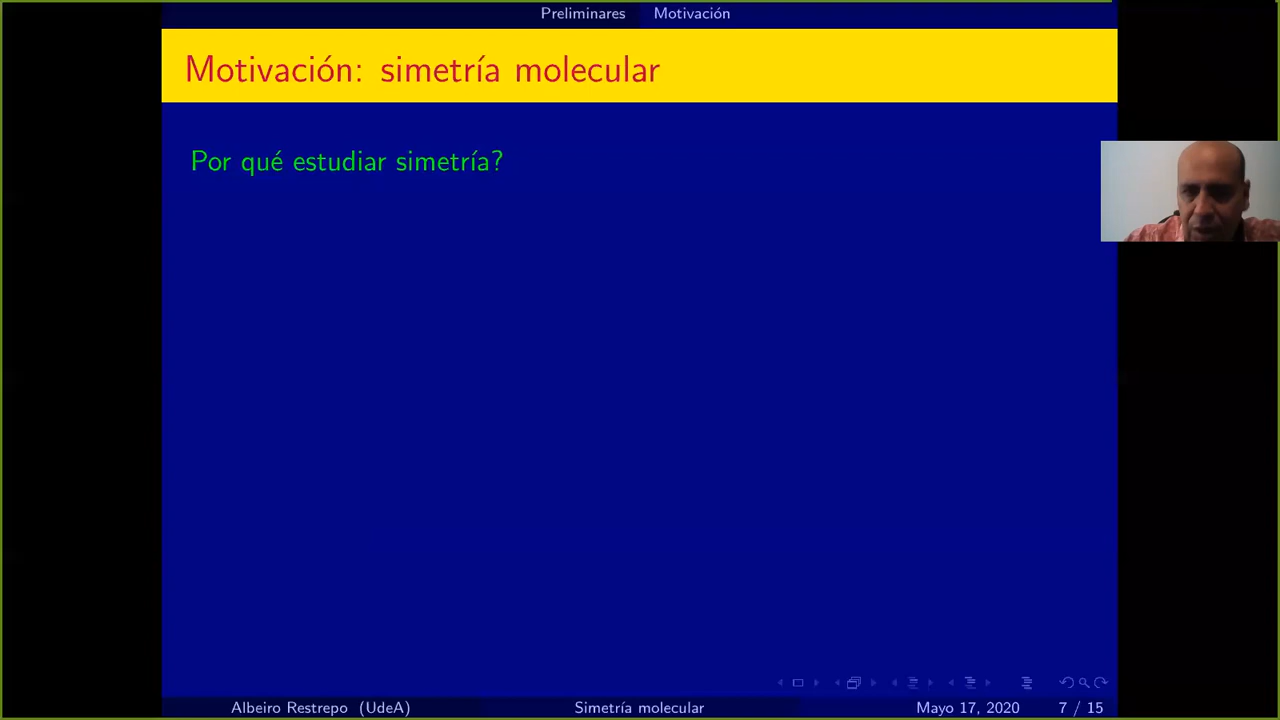 Preliminares Motivación
Motivación: simetría molecular
Por qué estudiar simetría?
Albeiro Restrepo (UdeA) Simetría molecular Mayo 17, 2020 7 / 15